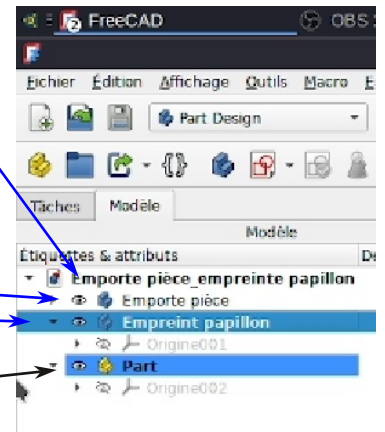 FreeCAD OBS
Fichier Édition Affichage Outils Macro E
Part Design
Tâches Modèle
Modèle
Étiquettes & attributs De
Emporte pièce_empreinte papillon
Emporte pièce
Empreint papillon
Origine001
Part
Origine002